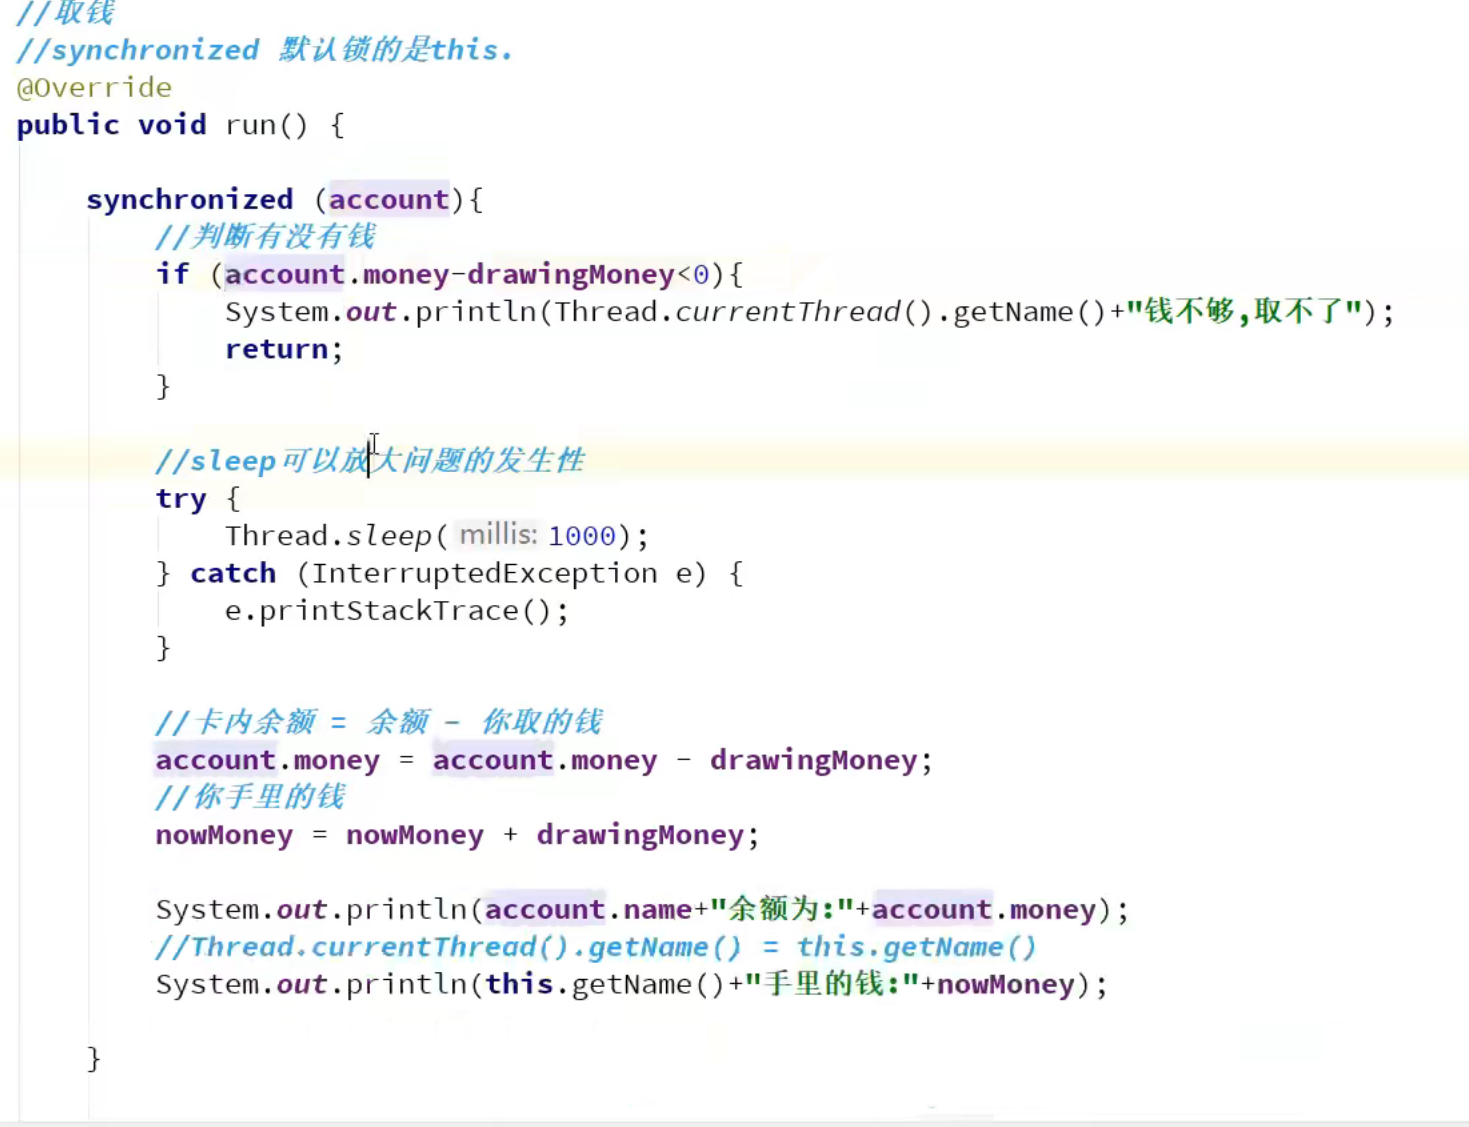 //取钱
//synchronized 默认锁的是this.
@Override
public void run() {
synchronized (account){
//判断有没有钱
if (account.money-drawingMoney<0){
System.out.println(Thread.currentThread().getName()+"钱不够,取不了");
return;
}
//sleep可以放大问题的发生性
try {
Thread.sleep( millis: 1000);
} catch (InterruptedException e) {
e.printStackTrace();
}
//卡内余额 = 余额 - 你取的钱
account.money = account.money - drawingMoney;
//你手里的钱
nowMoney = nowMoney + drawingMoney;
System.out.println(account.name+"余额为:"+account.money);
//Thread.currentThread().getName() = this.getName()
System.out.println(this.getName()+"手里的钱:"+nowMoney);
}